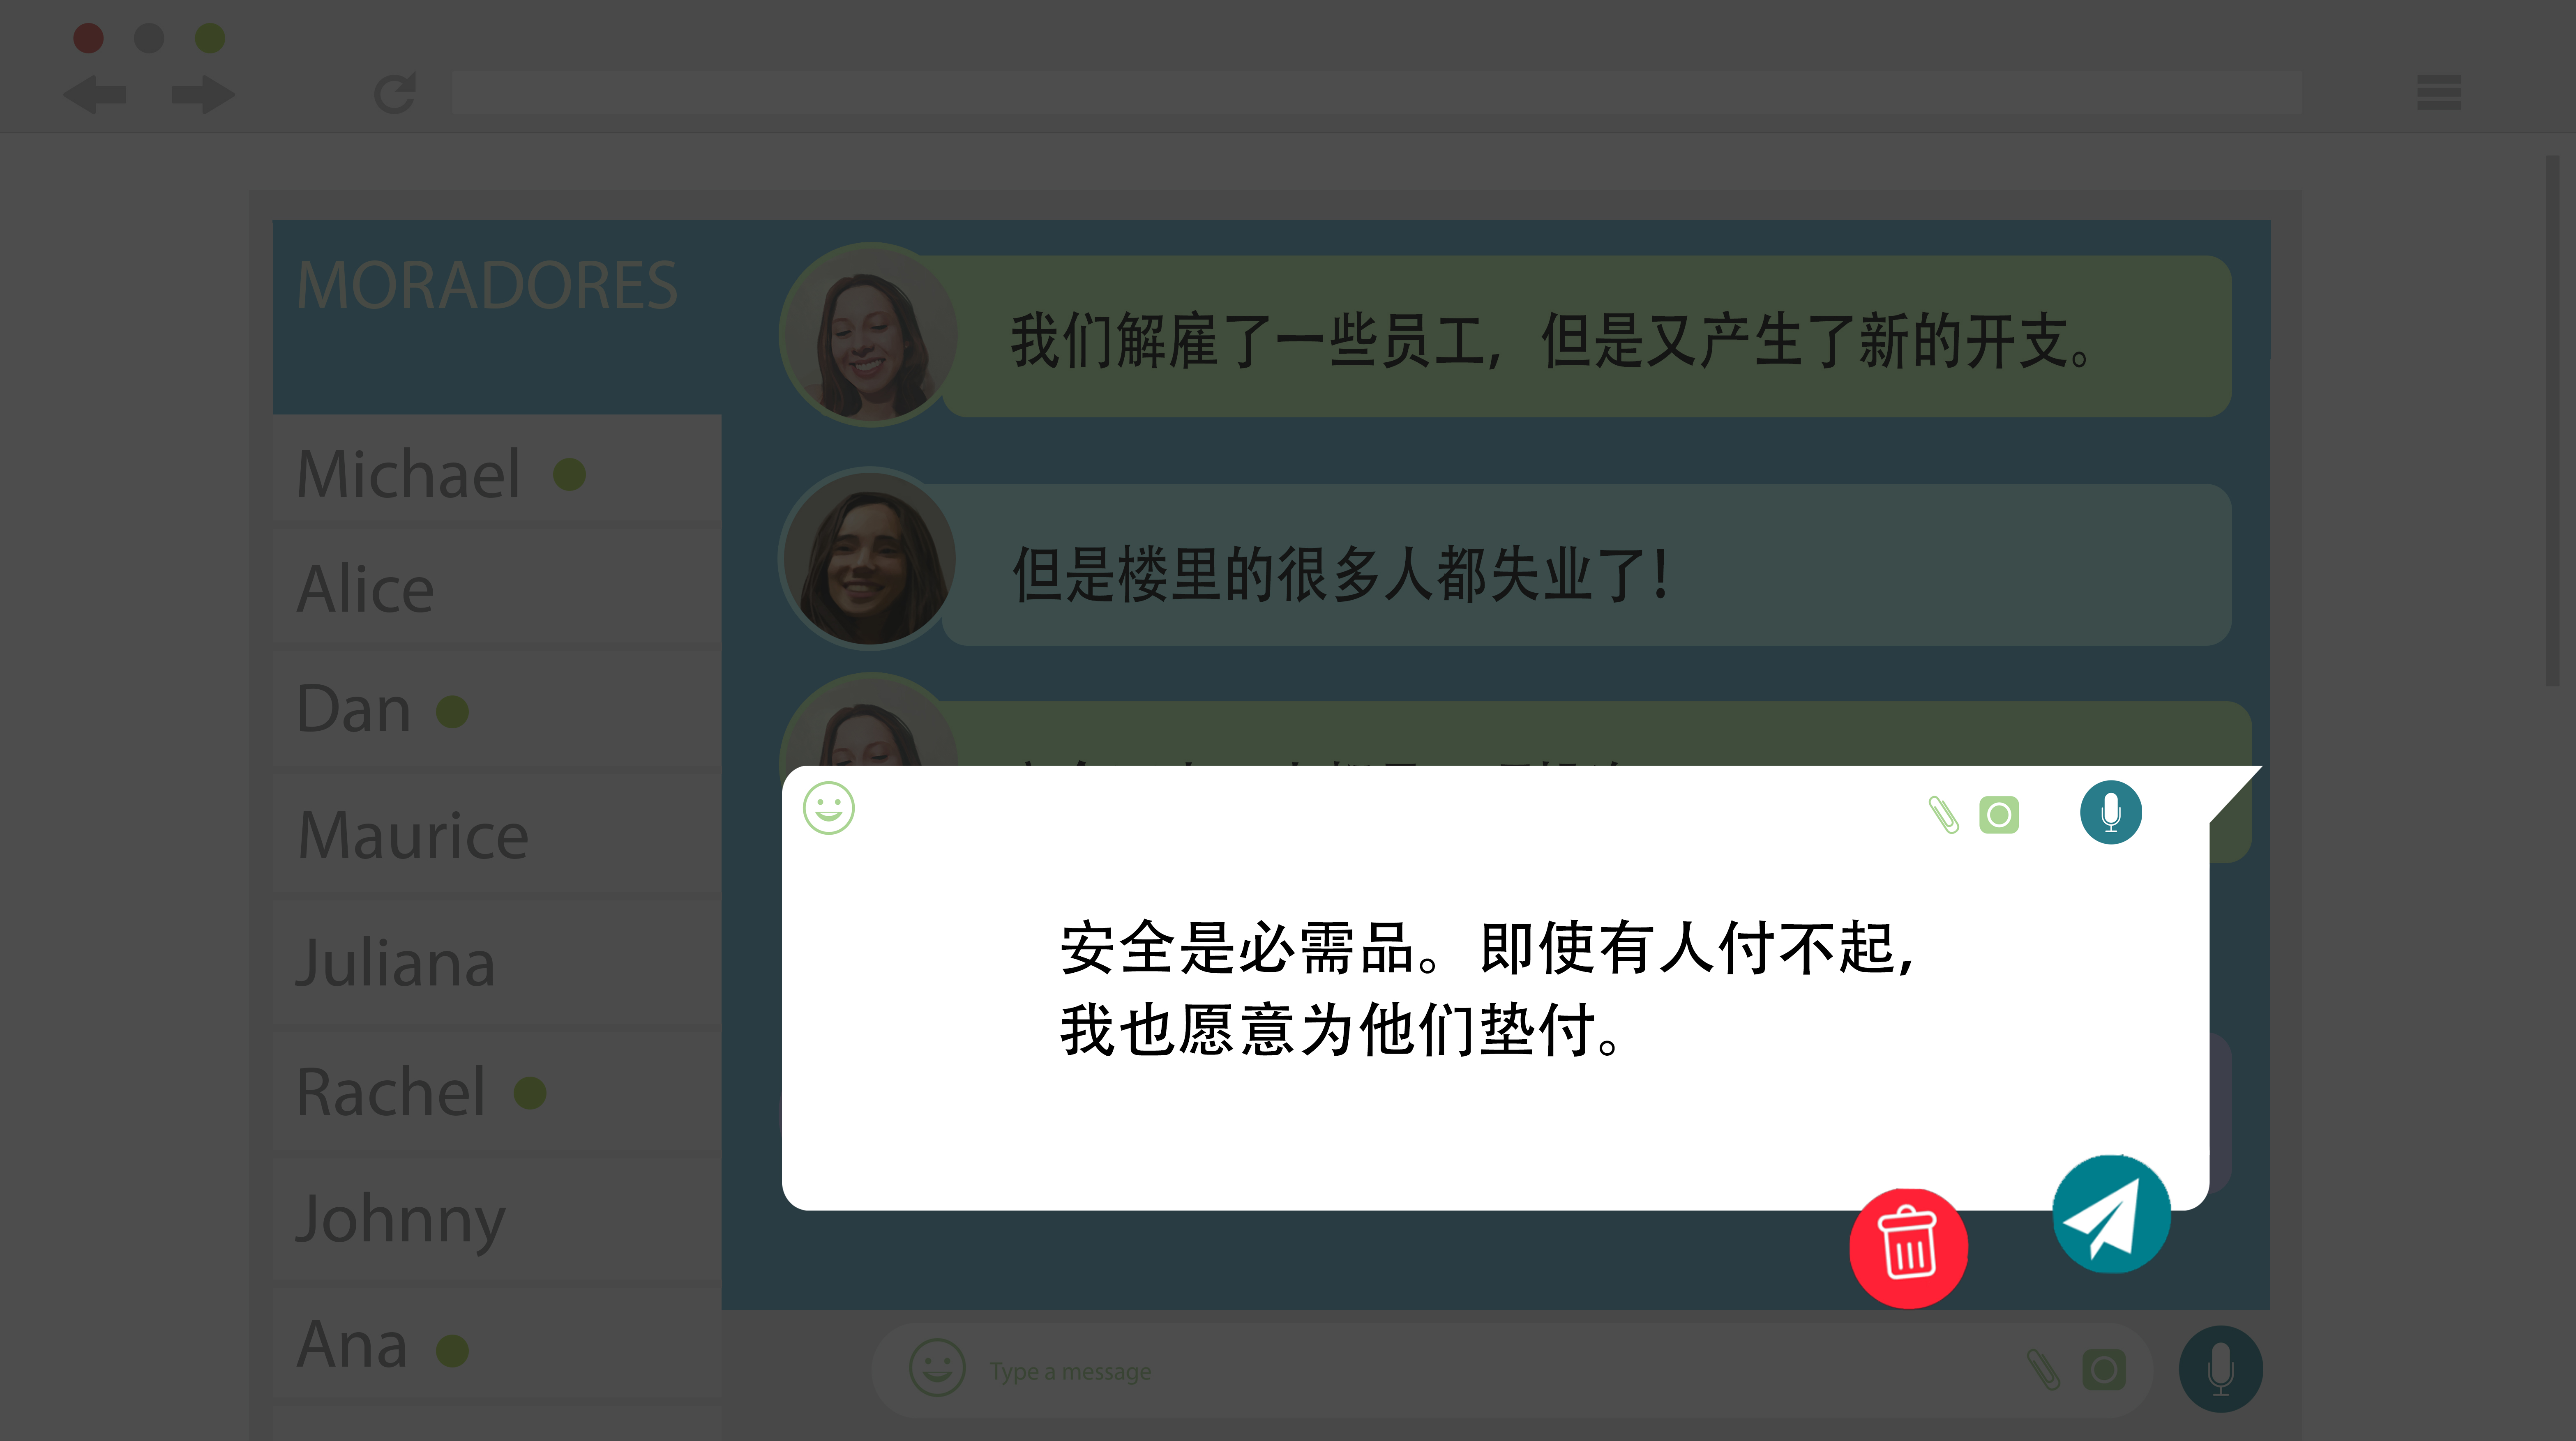 MORADORES
Michael
Alice
Dan
Maurice
Juliana
Rachel
Johnny
Ana
我们解雇了一些员工，但是又产生了新的开支。
但是楼里的很多人都失业了！
安全是必需品。即使有人付不起，
我也愿意为他们垫付。
Type a message